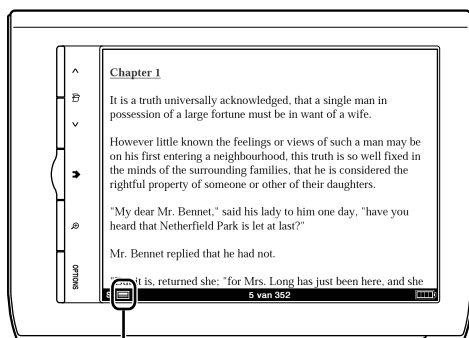 OPTIONS
Chapter 1
It is a truth universally acknowledged, that a single man in
possession of a large fortune must be in want of a wife.
However little known the feelings or views of such a man may be
on his first entering a neighbourhood, this truth is so well fixed in
the minds of the surrounding families, that he is considered the
rightful property of someone or other of their daughters.
"My dear Mr. Bennet," said his lady to him one day, "have you
heard that Netherfield Park is let at last?"
Mr. Bennet replied that he had not.
it is, returned she; "for Mrs. Long has just been here, and she
5 van 352